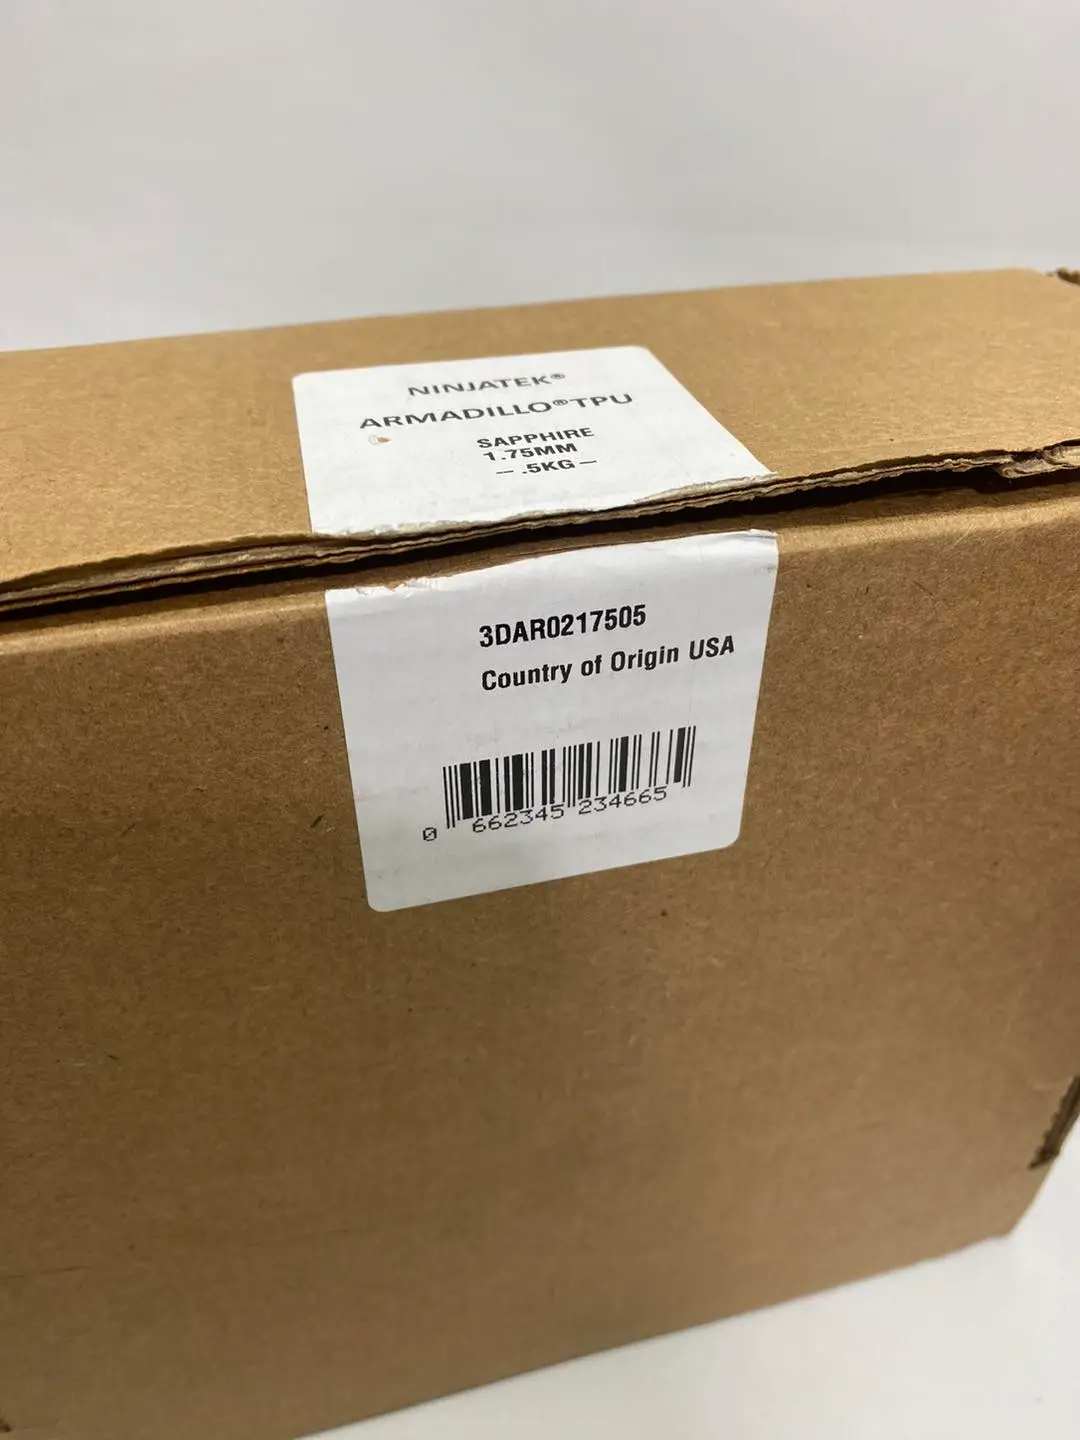 NINJATEK®
ARMADILLO® TPU
SAPPHIRE
1.75MM
– .5KG –
3DAR0217505
Country of Origin USA
0 662345 234665